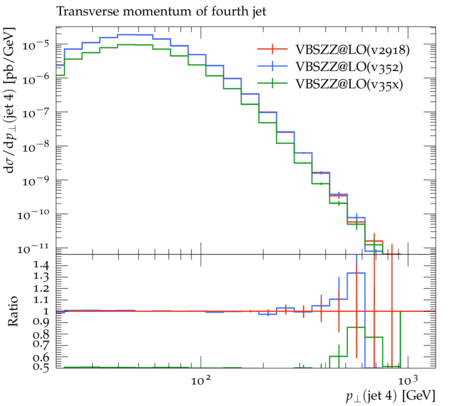 Transverse momentum of fourth jet
dσ/dp⊥(jet 4) [pb/GeV]
10⁻⁵
10⁻⁶
10⁻⁷
10⁻⁸
10⁻⁹
10⁻¹⁰
10⁻¹¹
VBSZZ@LO(v2918)
VBSZZ@LO(v352)
VBSZZ@LO(v35x)
Ratio
1.4
1.3
1.2
1.1
1
0.9
0.8
0.7
0.6
0.5
10²
10³
p⊥(jet 4) [GeV]